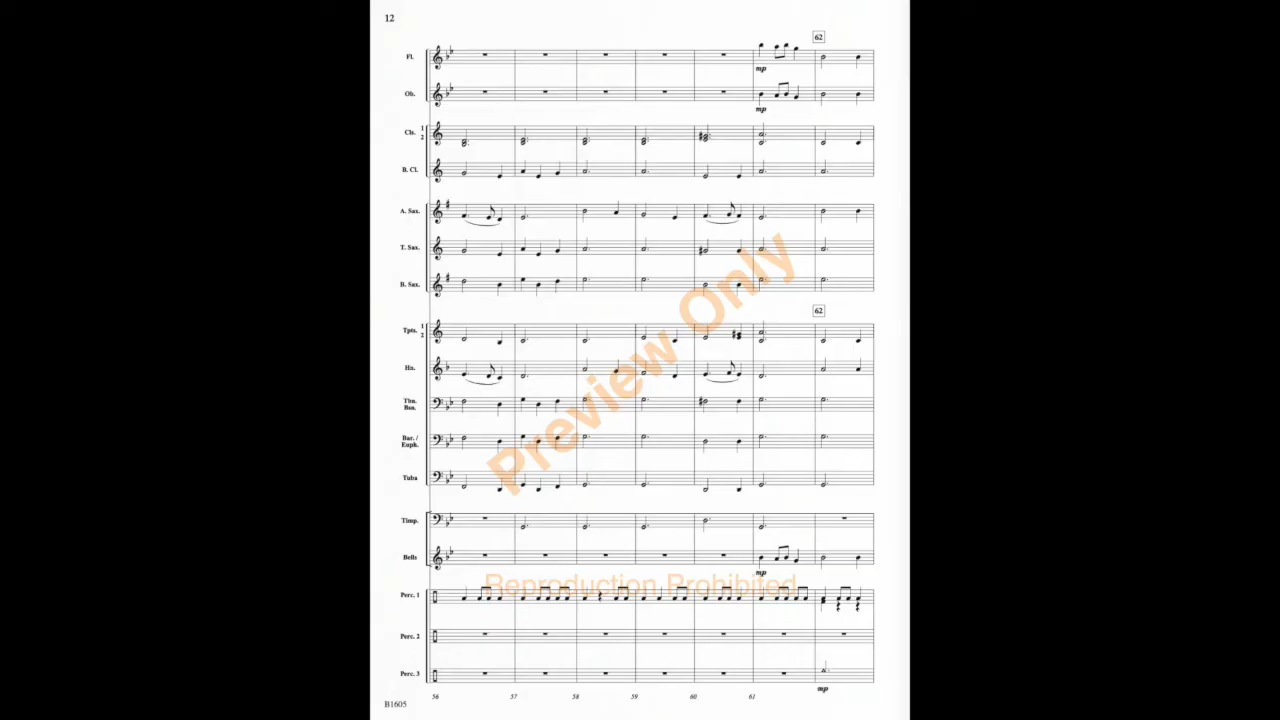 12
62
Fl.
mp
Ob.
mp
Cls. 1
2
B. Cl.
A. Sax.
T. Sax.
B. Sax.
62
Tpts. 1
2
Hn.
Tbn.
Bsn.
Bar. /
Euph.
Tuba
Timp.
Bells
mp
Perc. 1
Perc. 2
Perc. 3
mp
56 57 58 59 60 61
B1605
Preview Only
Reproduction Prohibited